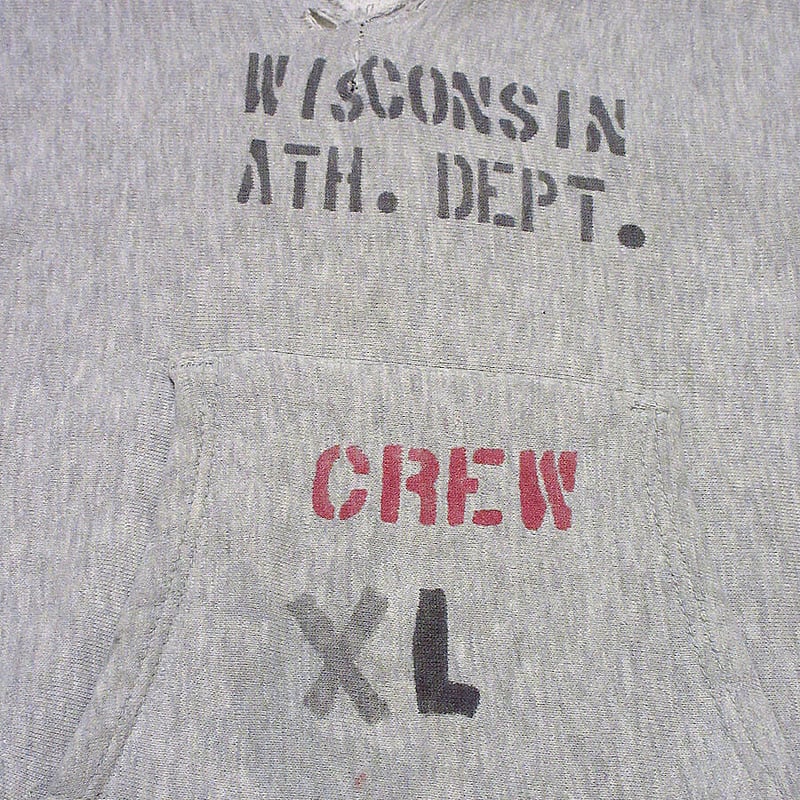 WISCONSIN
ATH. DEPT.
CREW
XL